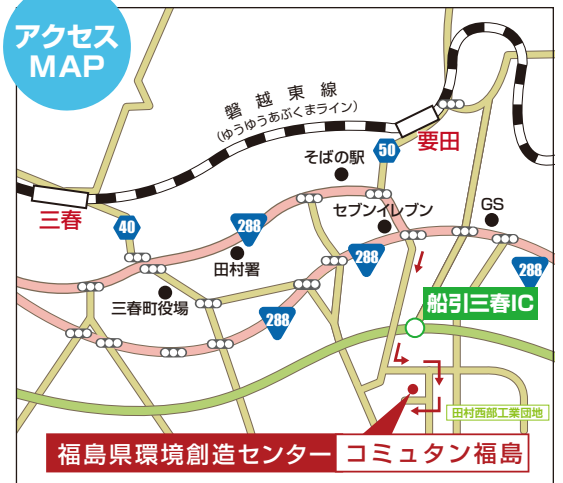 アクセス
MAP
磐越東線
(ゆうゆうあぶくまライン)
要田
50
そばの駅
三春
40
288
セブンイレブン
GS
田村署
288
288
三春町役場
288
船引三春IC
田村西部工業団地
福島県環境創造センター
コミュタン福島